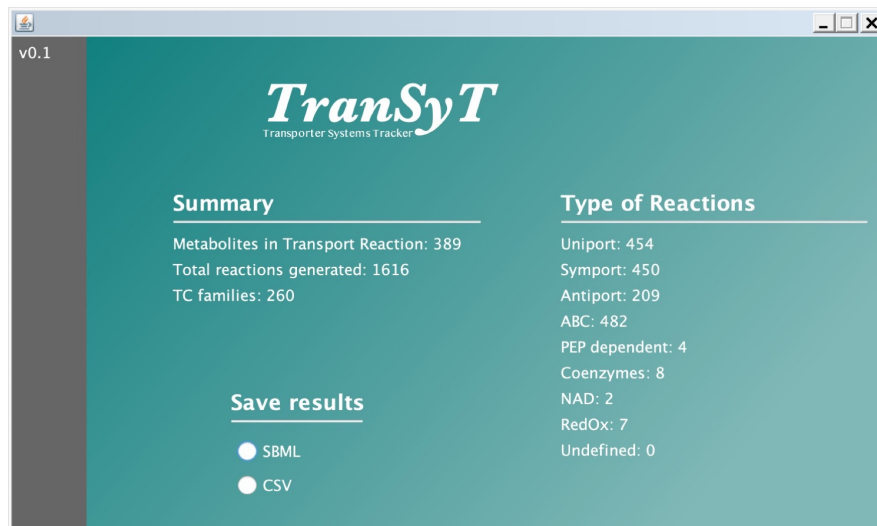 v0.1
TranSyT
Transporter Systems Tracker
Summary
Metabolites in Transport Reaction: 389
Total reactions generated: 1616
TC families: 260
Type of Reactions
Uniport: 454
Symport: 450
Antiport: 209
ABC: 482
PEP dependent: 4
Coenzymes: 8
NAD: 2
RedOx: 7
Undefined: 0
Save results
SBML
CSV